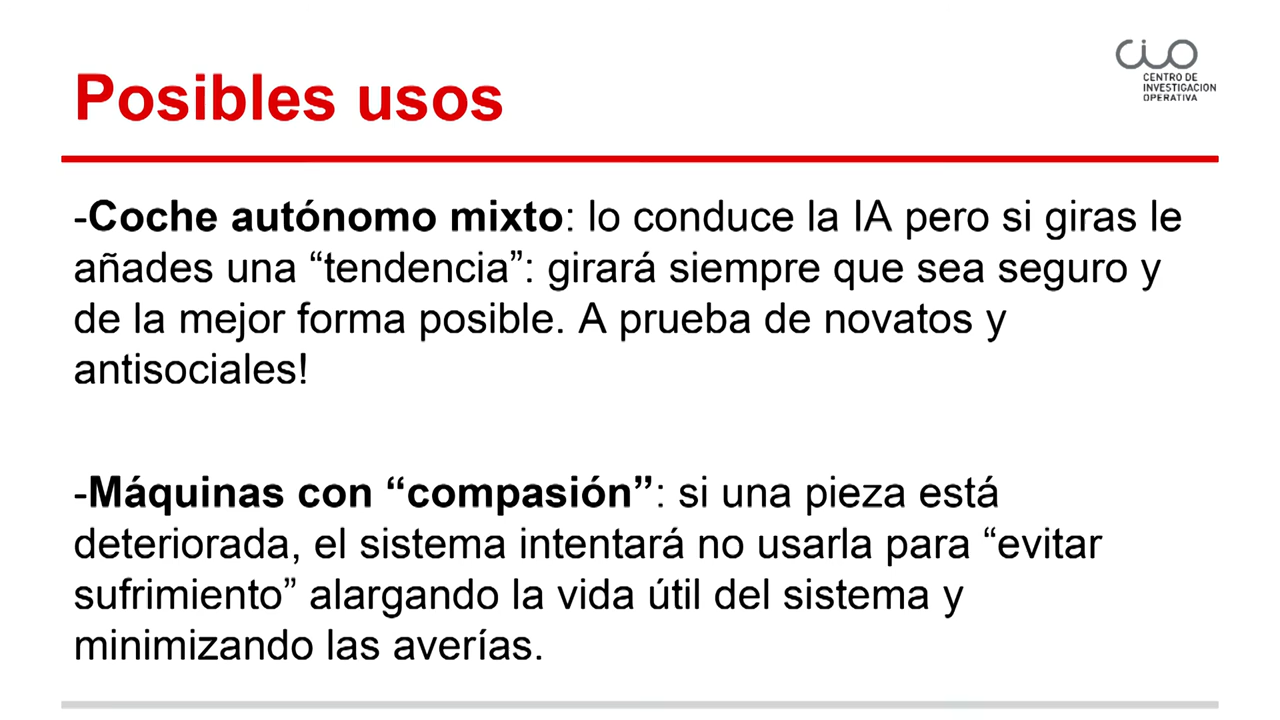 CIO
CENTRO DE
INVESTIGACION
OPERATIVA
Posibles usos
-Coche autónomo mixto: lo conduce la IA pero si giras le
añades una “tendencia”: girará siempre que sea seguro y
de la mejor forma posible. A prueba de novatos y
antisociales!
-Máquinas con “compasión”: si una pieza está
deteriorada, el sistema intentará no usarla para “evitar
sufrimiento” alargando la vida útil del sistema y
minimizando las averías.